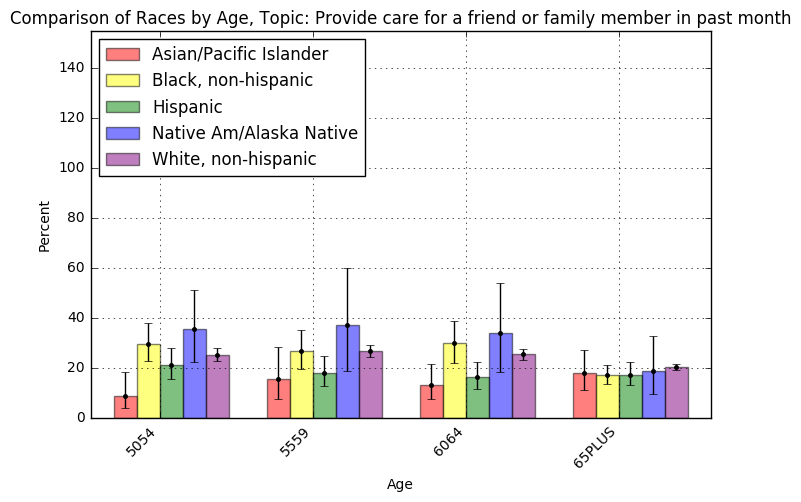 Comparison of Races by Age, Topic: Provide care for a friend or family member in past month
Asian/Pacific Islander
Black, non-hispanic
Hispanic
Native Am/Alaska Native
White, non-hispanic
140
120
100
80
60
40
20
0
Percent
5054
5559
6064
65PLUS
Age